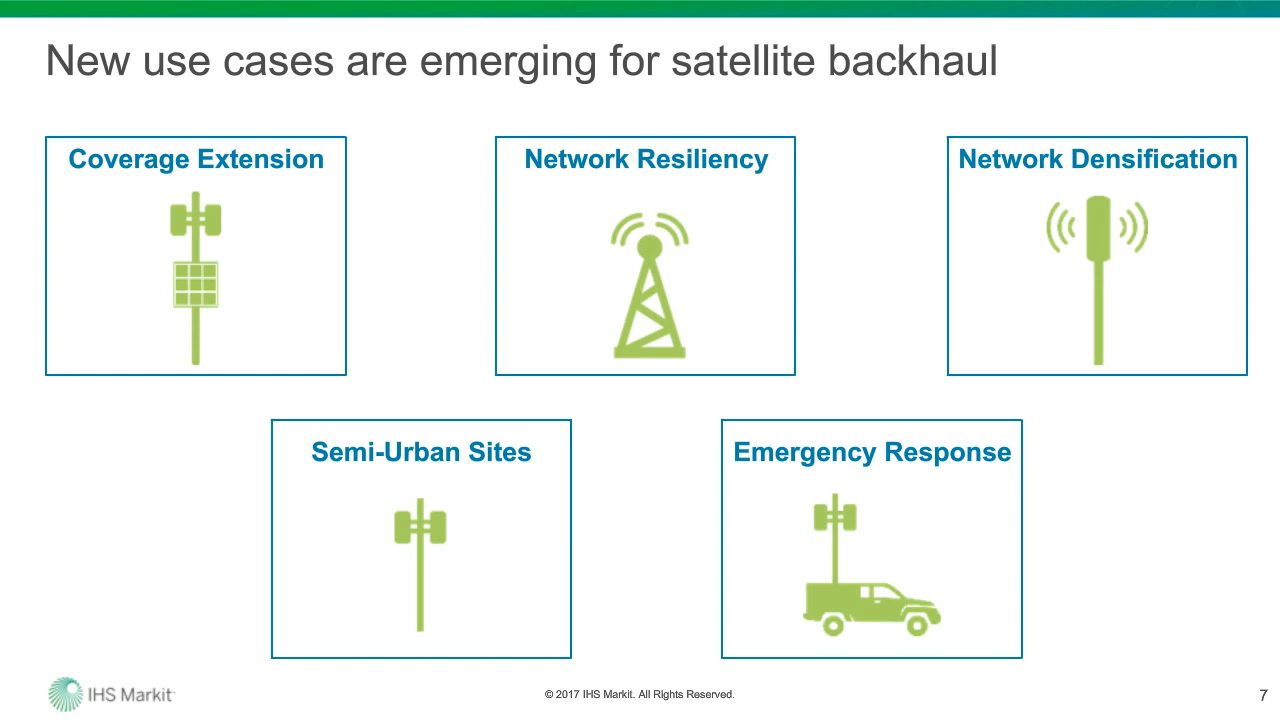 New use cases are emerging for satellite backhaul
Coverage Extension
Network Resiliency
Network Densification
Semi-Urban Sites
Emergency Response
IHS Markit
© 2017 IHS Markit. All Rights Reserved.
7